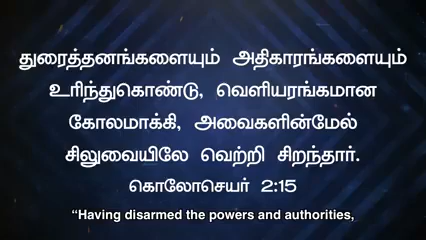 துரைத்தனங்களையும் அதிகாரங்களையும்
உரிந்துகொண்டு, வெளியரங்கமான
கோலமாக்கி, அவைகளின்மேல்
சிலுவையிலே வெற்றி சிறந்தார்.
கொலோசெயர் 2:15
“Having disarmed the powers and authorities,